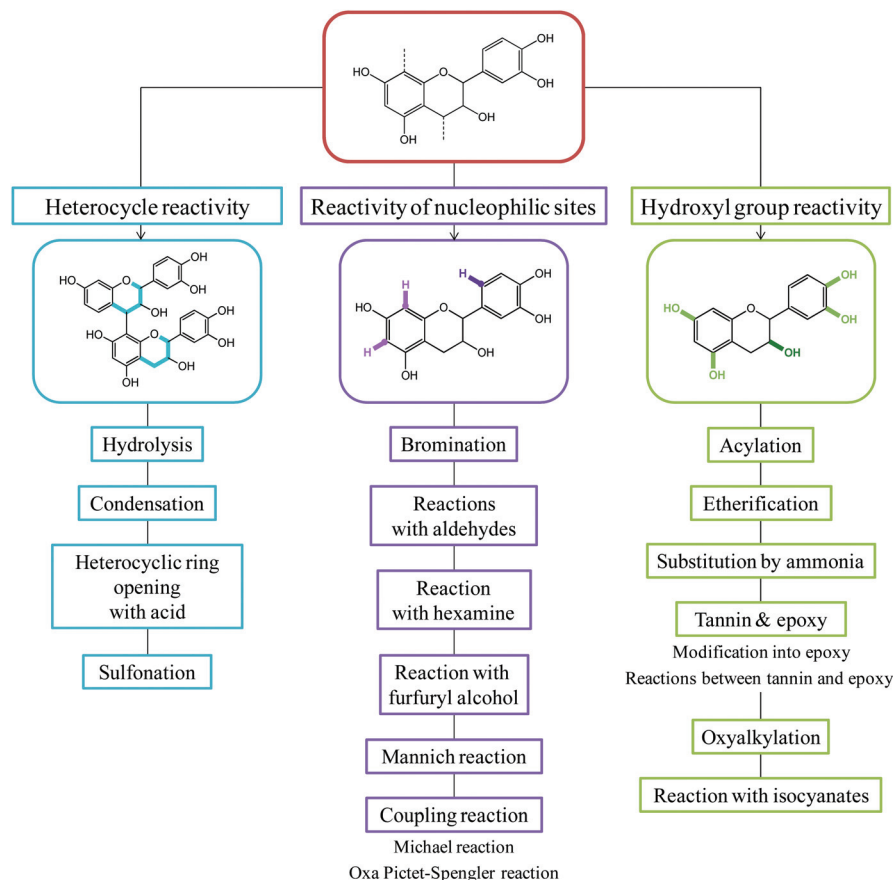 OH
OH
O
HO
OH
OH
Heterocycle reactivity
Reactivity of nucleophilic sites
Hydroxyl group reactivity
OH
OH
O
HO
OH
OH
OH
O
HO
OH
OH
H
H
OH
OH
O
HO
H
OH
OH
OH
OH
O
HO
OH
OH
Hydrolysis
Condensation
Heterocyclic ring
opening
with acid
Sulfonation
Bromination
Reactions
with aldehydes
Reaction
with hexamine
Reaction with
furfuryl alcohol
Mannich reaction
Coupling reaction
Michael reaction
Oxa Pictet-Spengler reaction
Acylation
Etherification
Substitution by ammonia
Tannin & epoxy
Modification into epoxy
Reactions between tannin and epoxy
Oxyalkylation
Reaction with isocyanates